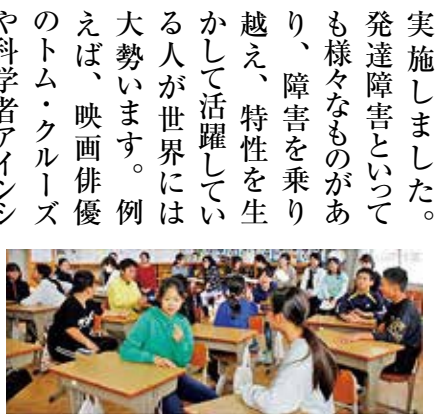 実施しました。
発達障害といって
も様々なものがあ
り、障害を乗り
越え、特性を生
かして活躍してい
る人が世界には
大勢います。例
えば、映画俳優
のトム・クルーズ
や科学者アインシ